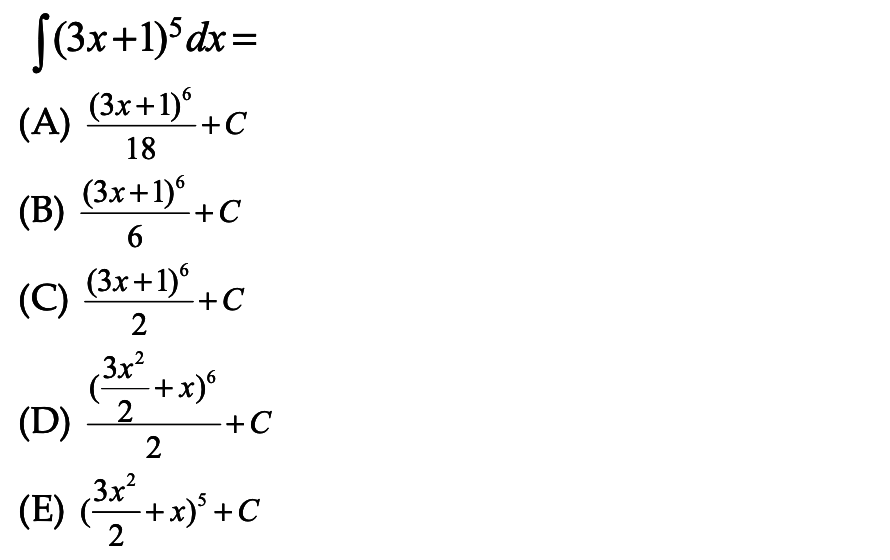 ∫(3x+1)⁵dx=
(A) (3x+1)⁶/18 +C
(B) (3x+1)⁶/6 +C
(C) (3x+1)⁶/2 +C
(D) (3x²/2 +x)⁶/2 +C
(E) (3x²/2 +x)⁵+C